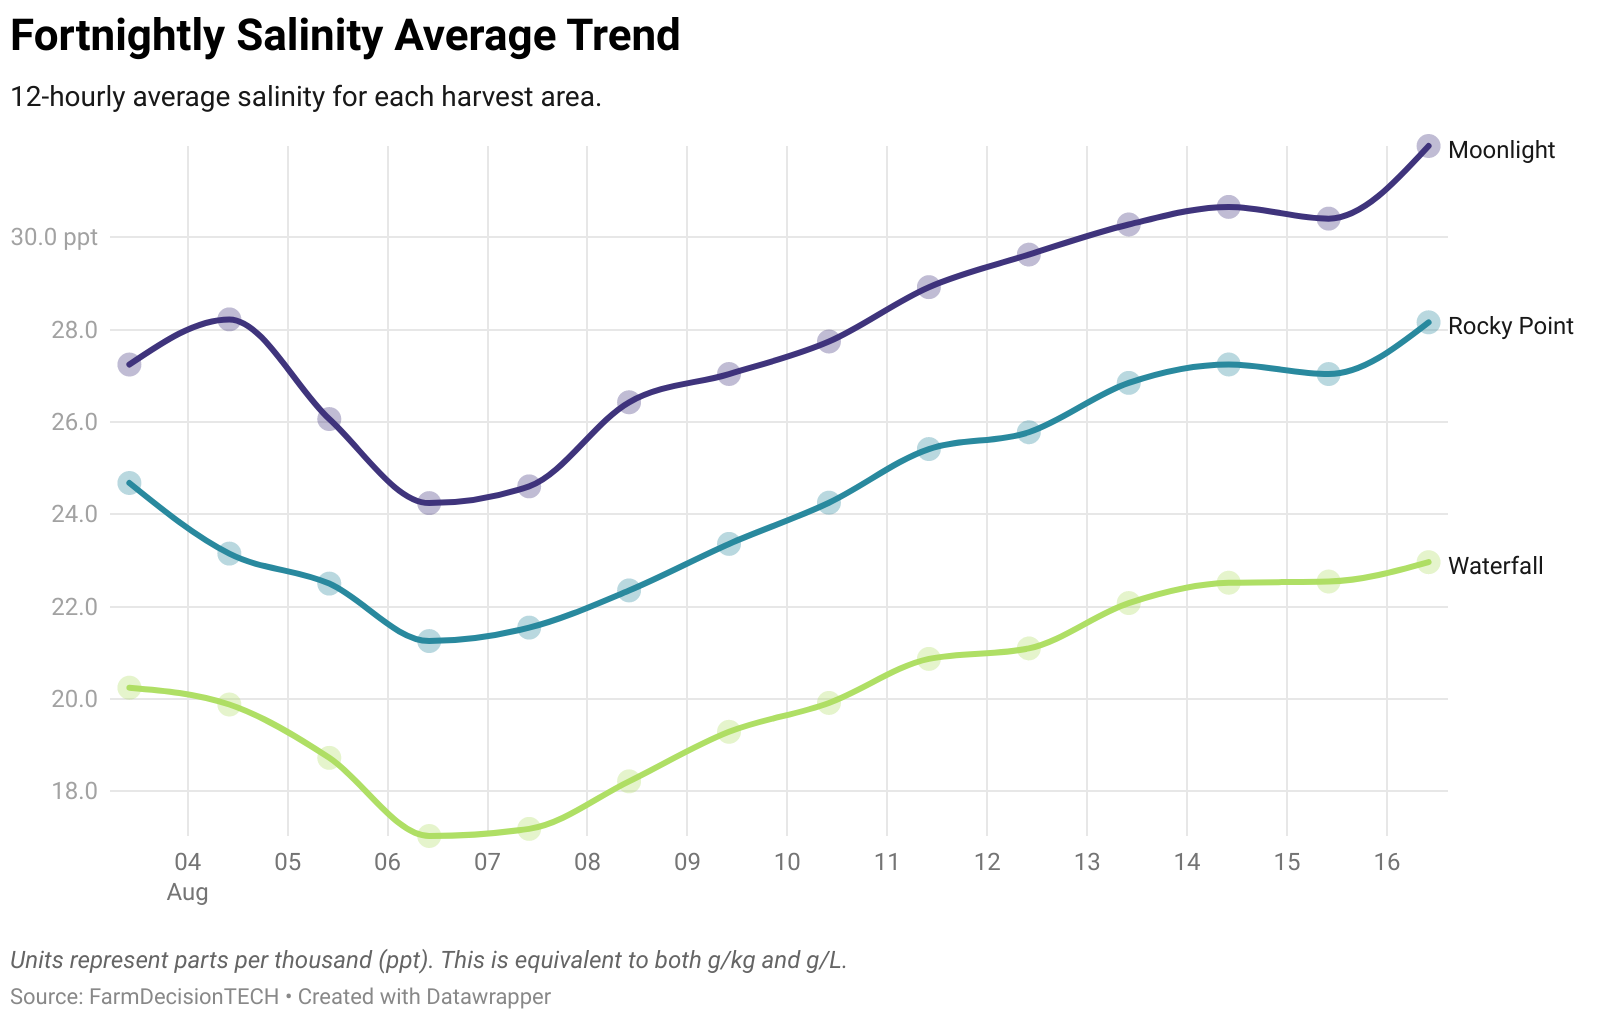 Fortnightly Salinity Average Trend
12-hourly average salinity for each harvest area.
Moonlight
30.0 ppt
28.0
Rocky Point
26.0
24.0
22.0
Waterfall
20.0
18.0
04 05 06 07 08 09 10 11 12 13 14 15 16
Aug
Units represent parts per thousand (ppt). This is equivalent to both g/kg and g/L.
Source: FarmDecisionTECH • Created with Datawrapper